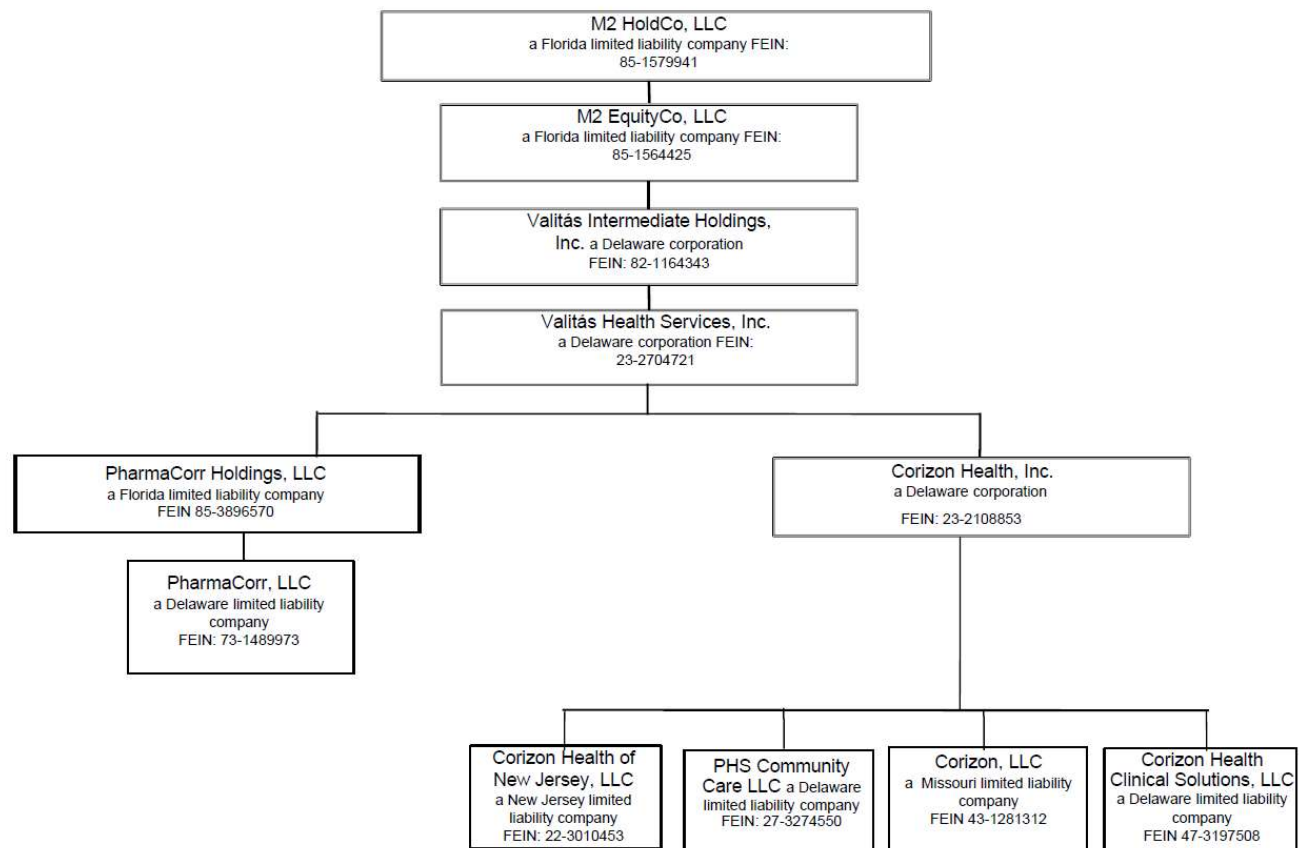 M2 HoldCo, LLC
a Florida limited liability company FEIN:
85-1579941
M2 EquityCo, LLC
a Florida limited liability company FEIN:
85-1564425
Valitás Intermediate Holdings,
Inc. a Delaware corporation
FEIN: 82-1164343
Valitás Health Services, Inc.
a Delaware corporation FEIN:
23-2704721
PharmaCorr Holdings, LLC
a Florida limited liability company
FEIN 85-3896570
Corizon Health, Inc.
a Delaware corporation
FEIN: 23-2108853
PharmaCorr, LLC
a Delaware limited liability
company
FEIN: 73-1489973
Corizon Health of
New Jersey, LLC
a New Jersey limited
liability company
FEIN: 22-3010453
PHS Community
Care LLC a Delaware
limited liability company
FEIN: 27-3274550
Corizon, LLC
a Missouri limited liability
company
FEIN 43-1281312
Corizon Health
Clinical Solutions, LLC
a Delaware limited liability
company
FEIN 47-3197508